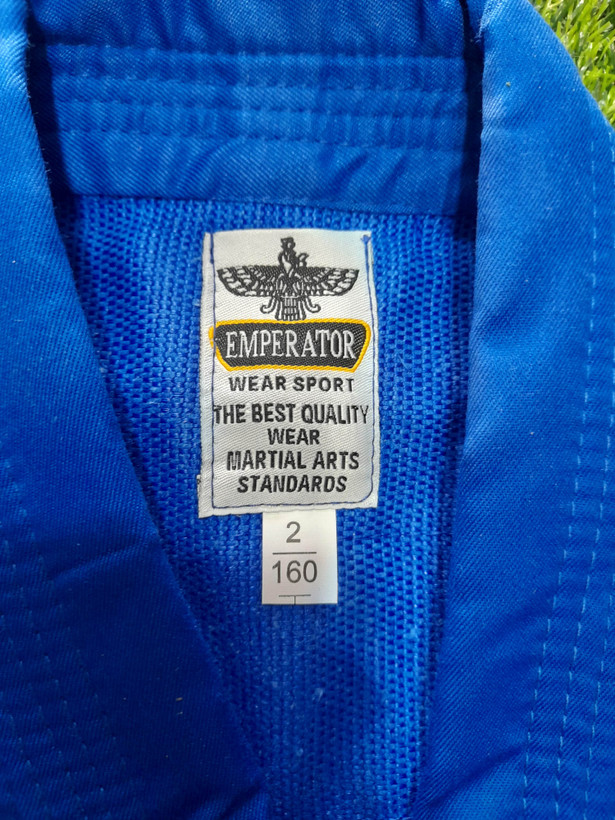 EMPERATOR
WEAR SPORT
THE BEST QUALITY
WEAR
MARTIAL ARTS
STANDARDS
2
160